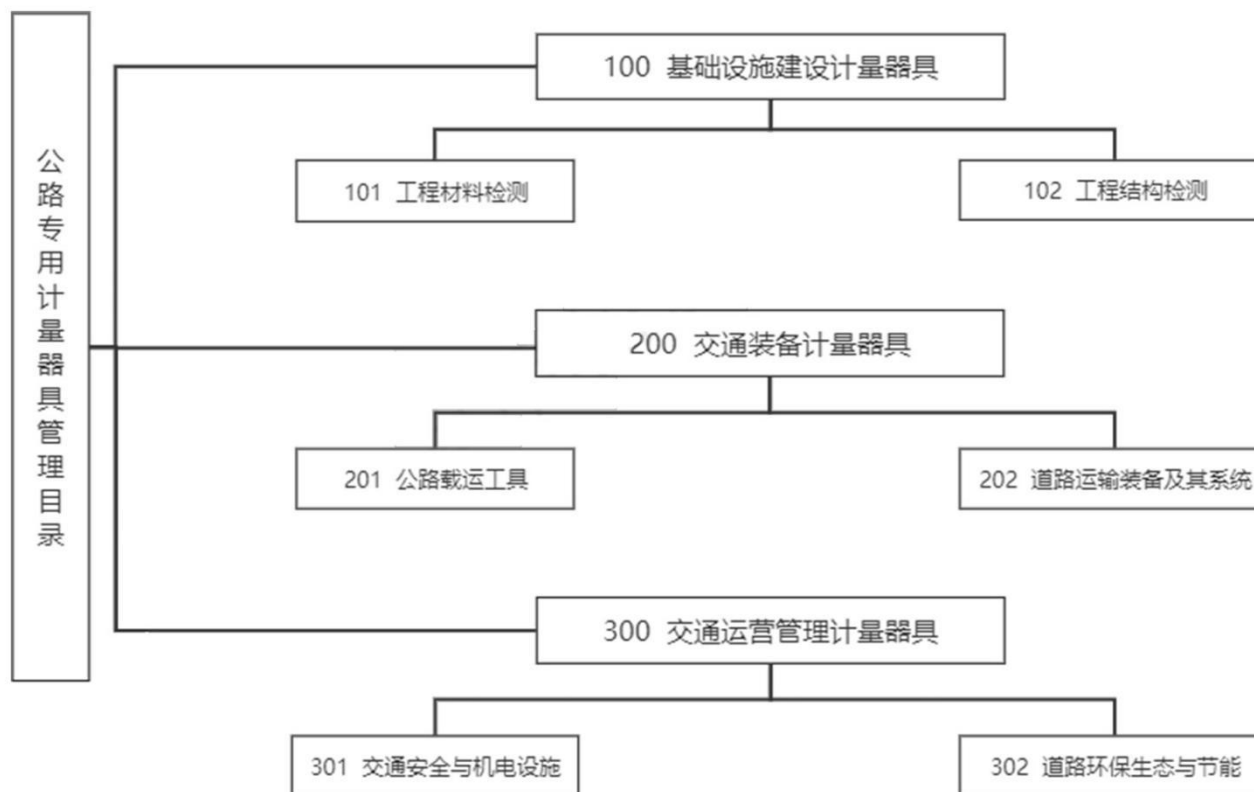 公路专用计量器具管理目录
100 基础设施建设计量器具
101 工程材料检测
102 工程结构检测
200 交通装备计量器具
201 公路载运工具
202 道路运输装备及其系统
300 交通运营管理计量器具
301 交通安全与机电设施
302 道路环保生态与节能